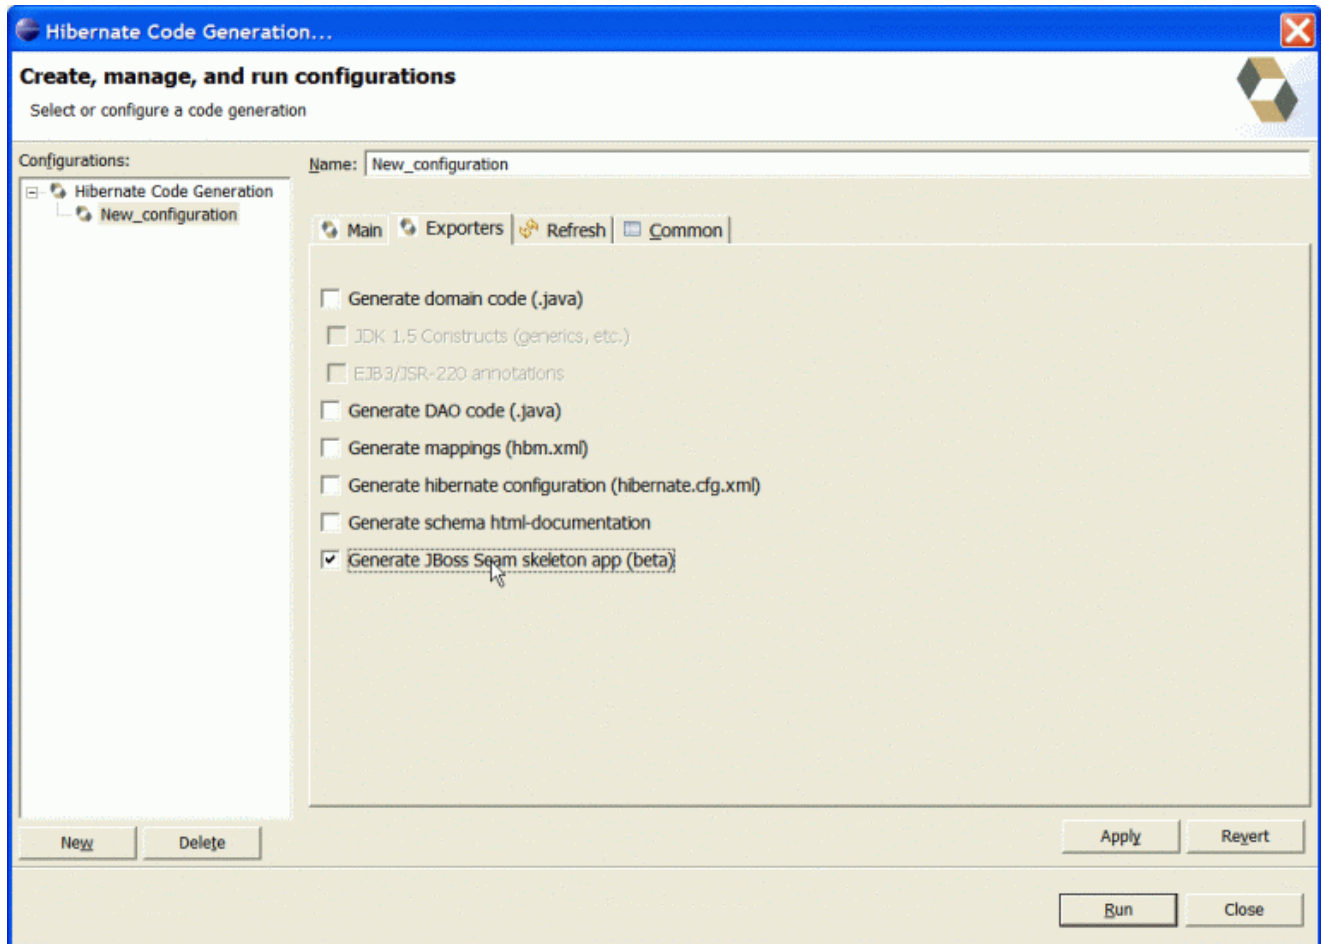 Hibernate Code Generation...
Create, manage, and run configurations
Select or configure a code generation
Configurations:
Name: New_configuration
Hibernate Code Generation
New_configuration
Main Exporters Refresh Common
Generate domain code (.java)
JDK 1.5 Constructs (generics, etc.)
EJB3/JSR-220 annotations
Generate DAO code (.java)
Generate mappings (hbm.xml)
Generate hibernate configuration (hibernate.cfg.xml)
Generate schema html-documentation
Generate JBoss Seam skeleton app (beta)
New Delete
Apply Revert
Run Close